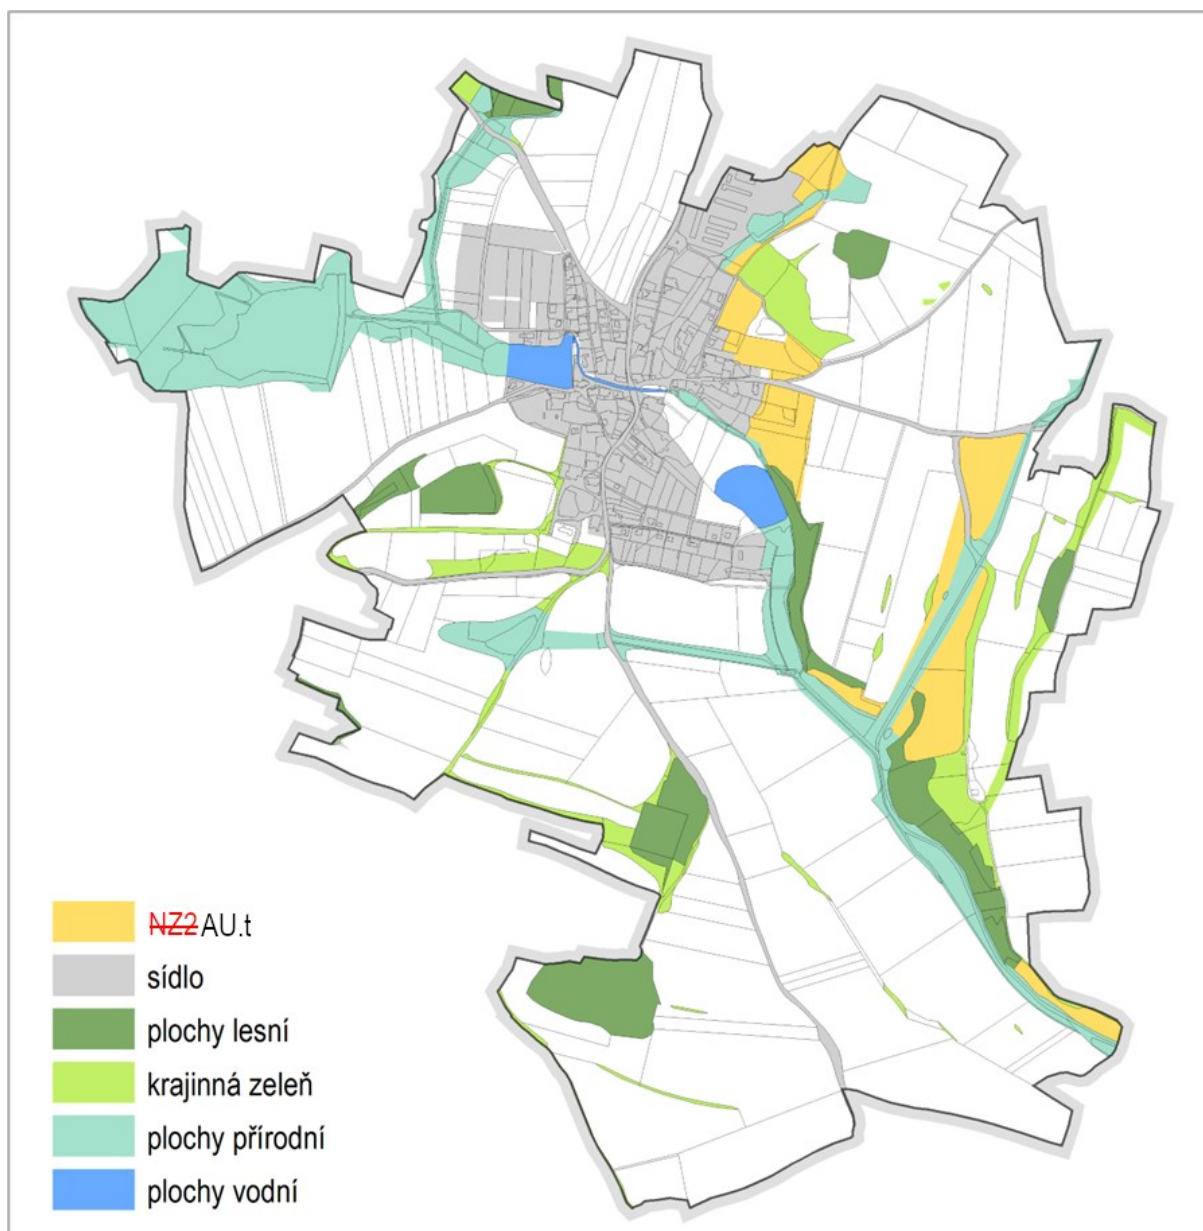 NZ2 AU.t
sídlo
plochy lesní
krajinná zeleň
plochy přírodní
plochy vodní